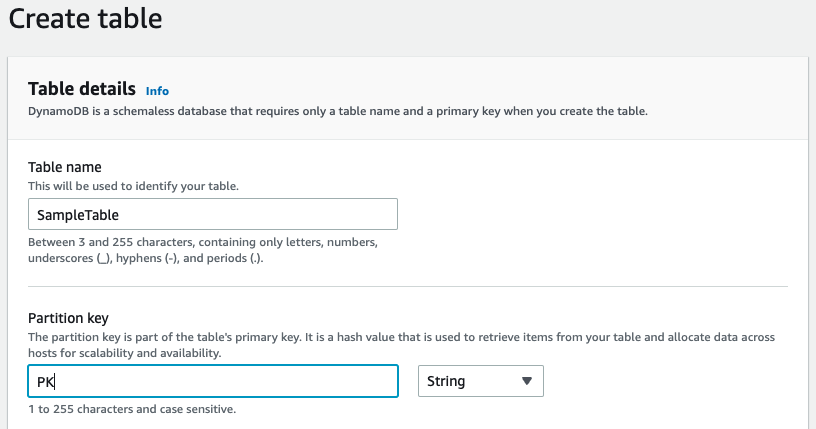 Create table
Table details Info
DynamoDB is a schemaless database that requires only a table name and a primary key when you create the table.
Table name
This will be used to identify your table.
SampleTable
Between 3 and 255 characters, containing only letters, numbers,
underscores (_), hyphens (-), and periods (.).
Partition key
The partition key is part of the table's primary key. It is a hash value that is used to retrieve items from your table and allocate data across
hosts for scalability and availability.
PK
String
1 to 255 characters and case sensitive.